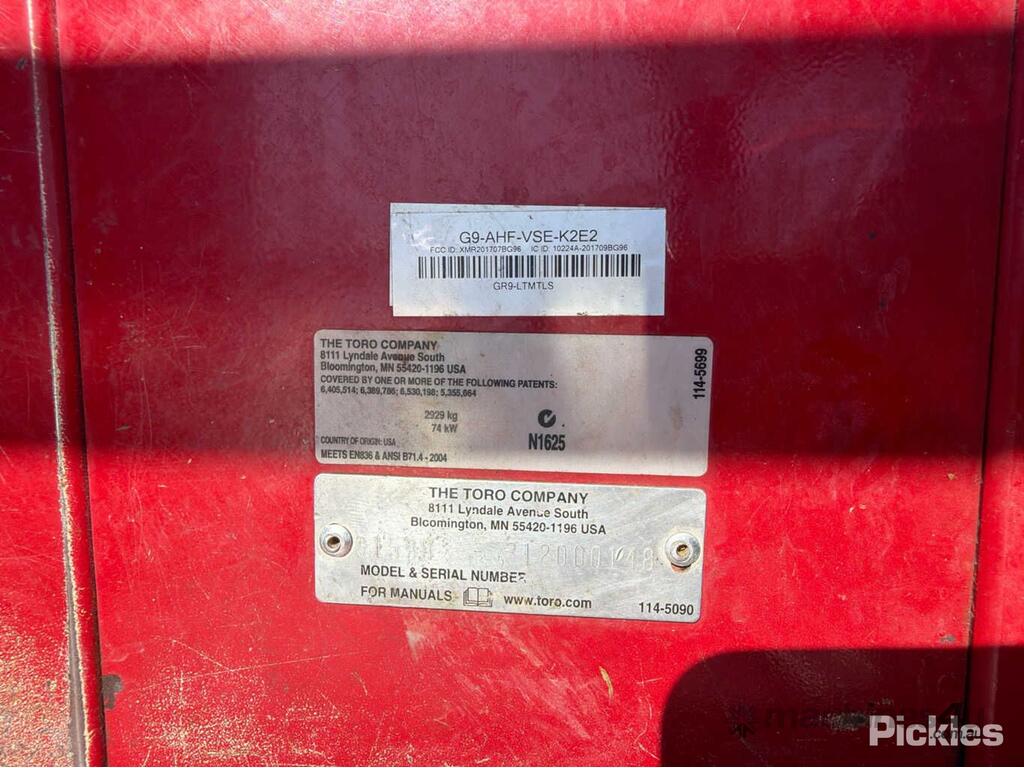 G9-AHF-VSE-K2E2
FCC ID: XMR201707BG96 IC ID: 10224A-201709BG96
GR9-LTMTLS
THE TORO COMPANY
8111 Lyndale Avenue South
Bloomington, MN 55420-1196 USA
COVERED BY ONE OR MORE OF THE FOLLOWING PATENTS:
6,405,514; 6,389,786; 6,530,198; 5,355,664
2929 kg
74 kW
N1625
COUNTRY OF ORIGIN: USA
MEETS EN836 & ANSI B71.4 - 2004
114-5699
THE TORO COMPANY
8111 Lyndale Avenue South
Bloomington, MN 55420-1196 USA
MODEL & SERIAL NUMBER
FOR MANUALS www.toro.com
114-5090
Pickles